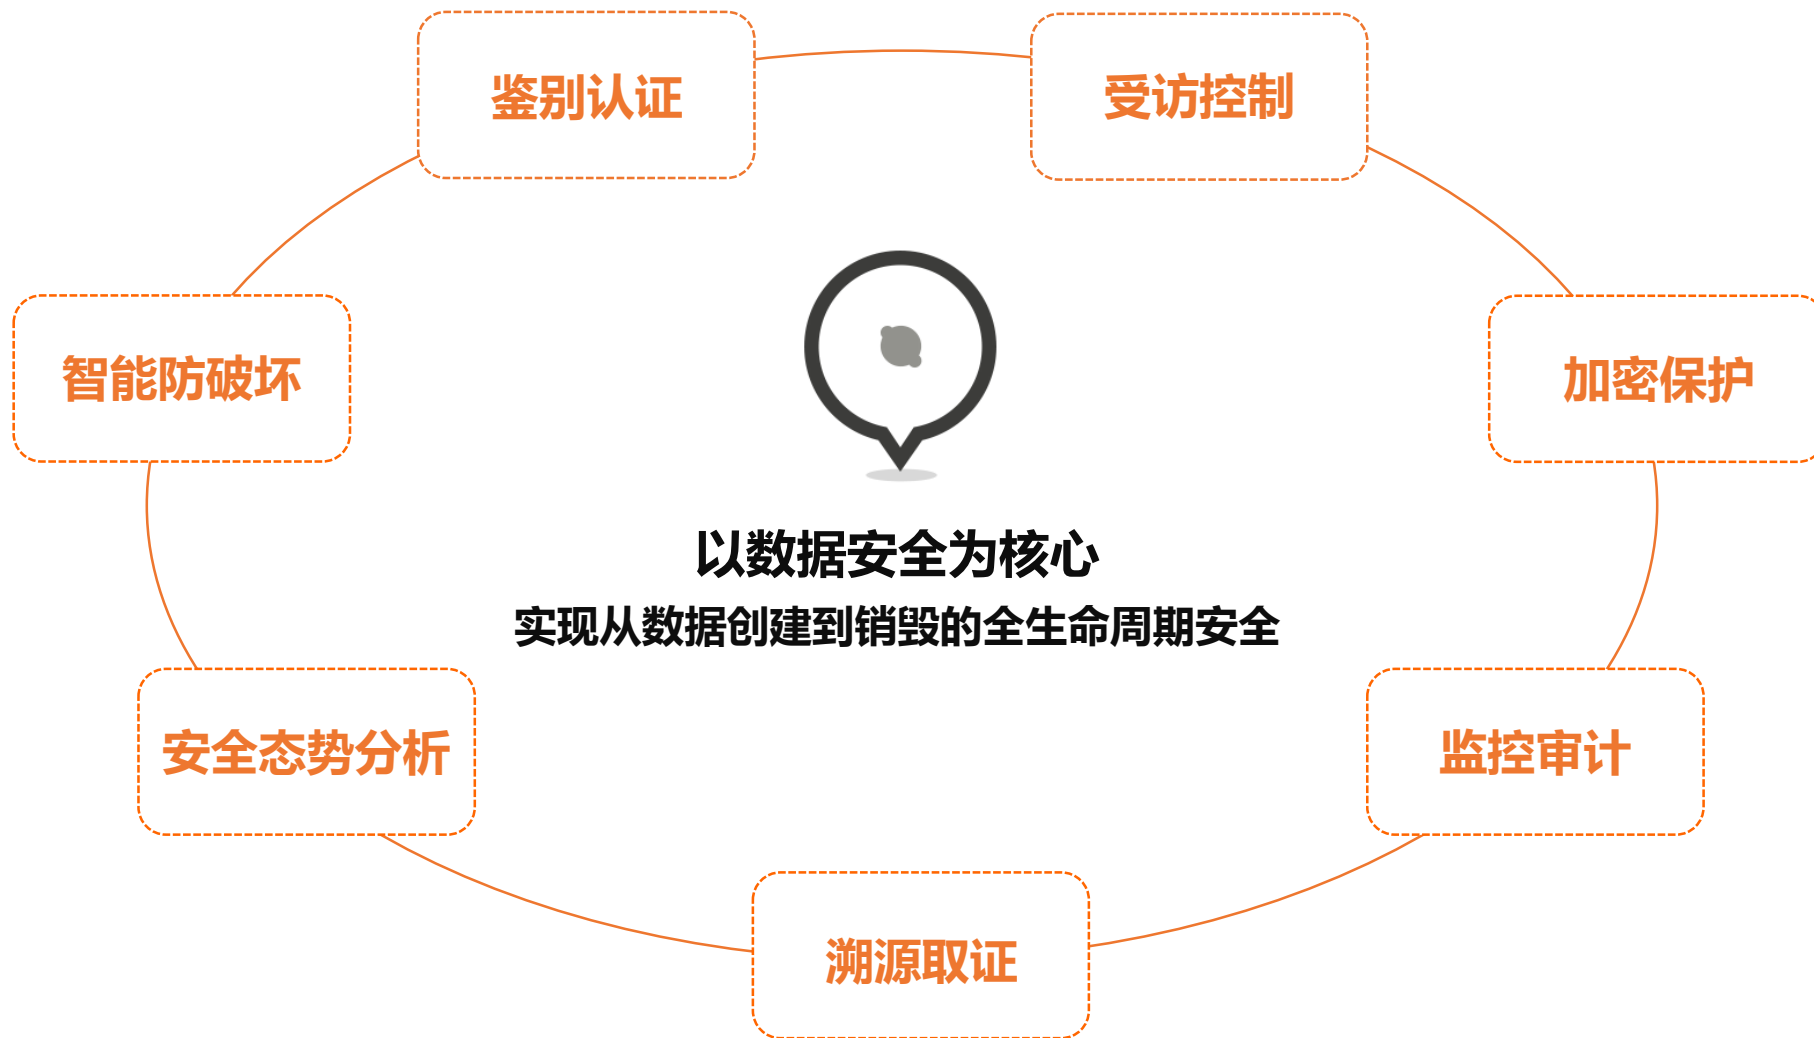 鉴别认证
受访控制
智能防破坏
加密保护
以数据安全为核心
实现从数据创建到销毁的全生命周期安全
安全态势分析
监控审计
溯源取证